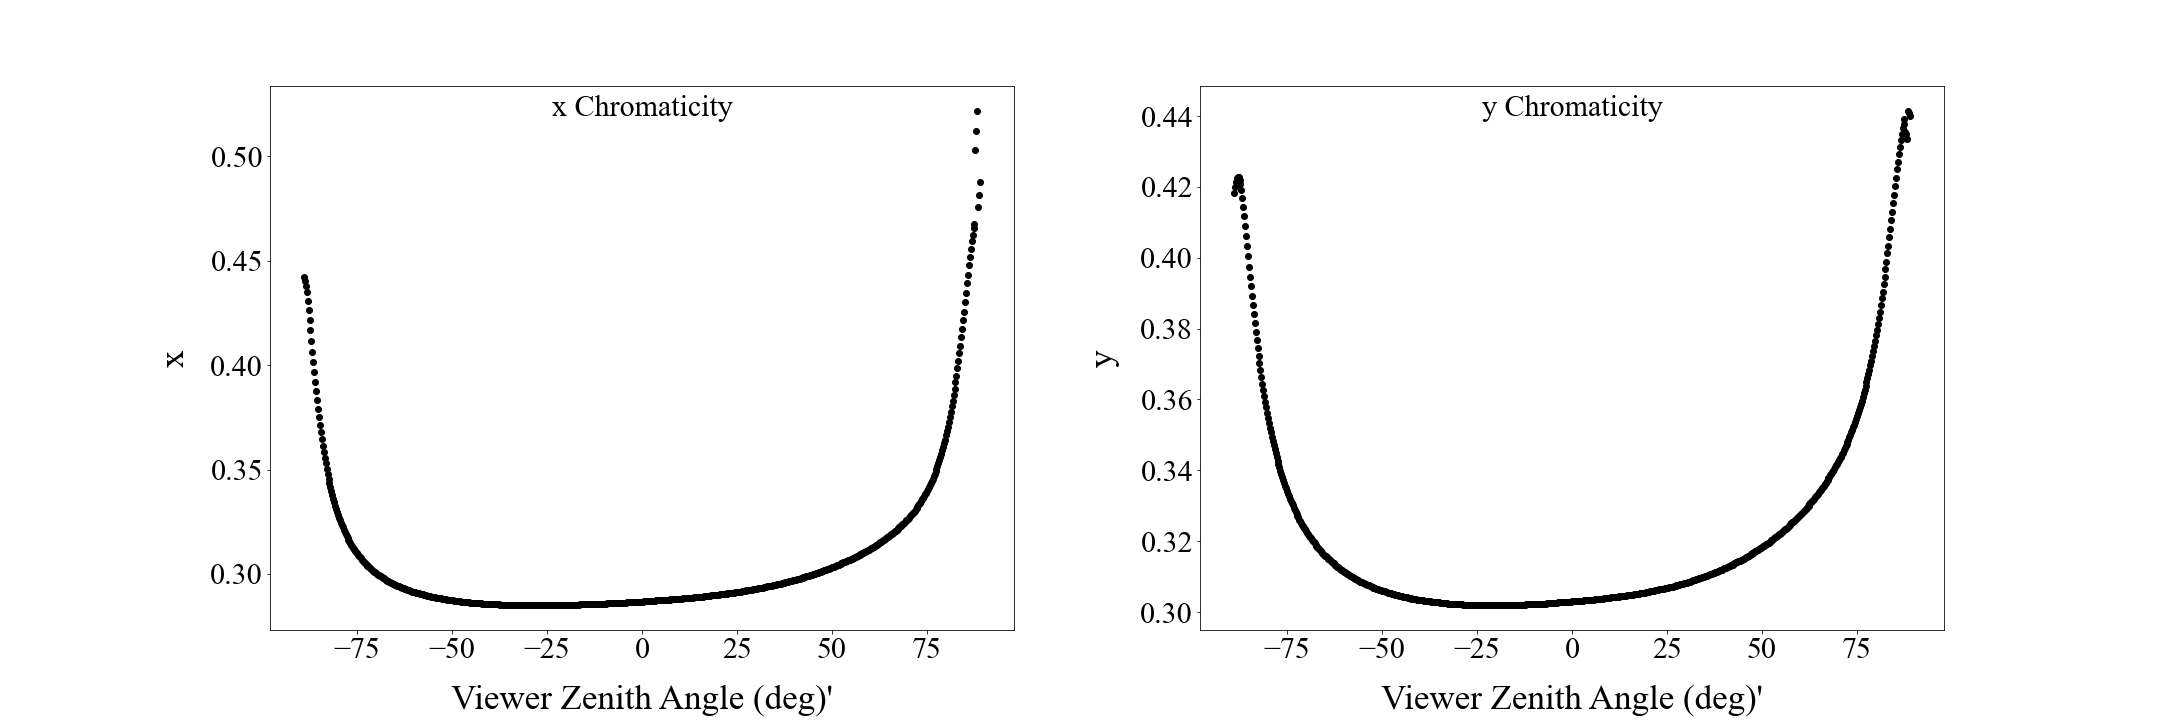 x Chromaticity
x
0.50
0.45
0.40
0.35
0.30
−75 −50 −25 0 25 50 75
Viewer Zenith Angle (deg)'
y Chromaticity
y
0.44
0.42
0.40
0.38
0.36
0.34
0.32
0.30
−75 −50 −25 0 25 50 75
Viewer Zenith Angle (deg)'